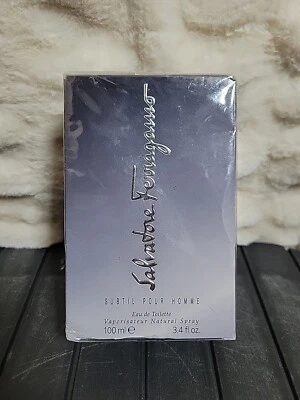 Salvatore Ferragamo
SUBTIL POUR HOMME
Eau de Toilette
Vaporisateur Natural Spray
100 ml e 3.4 fl.oz.